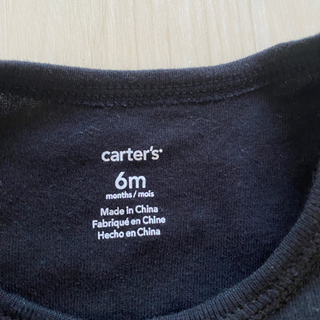 carter's
6m
months / mois
Made in China
Fabriqué en Chine
Hecho en China